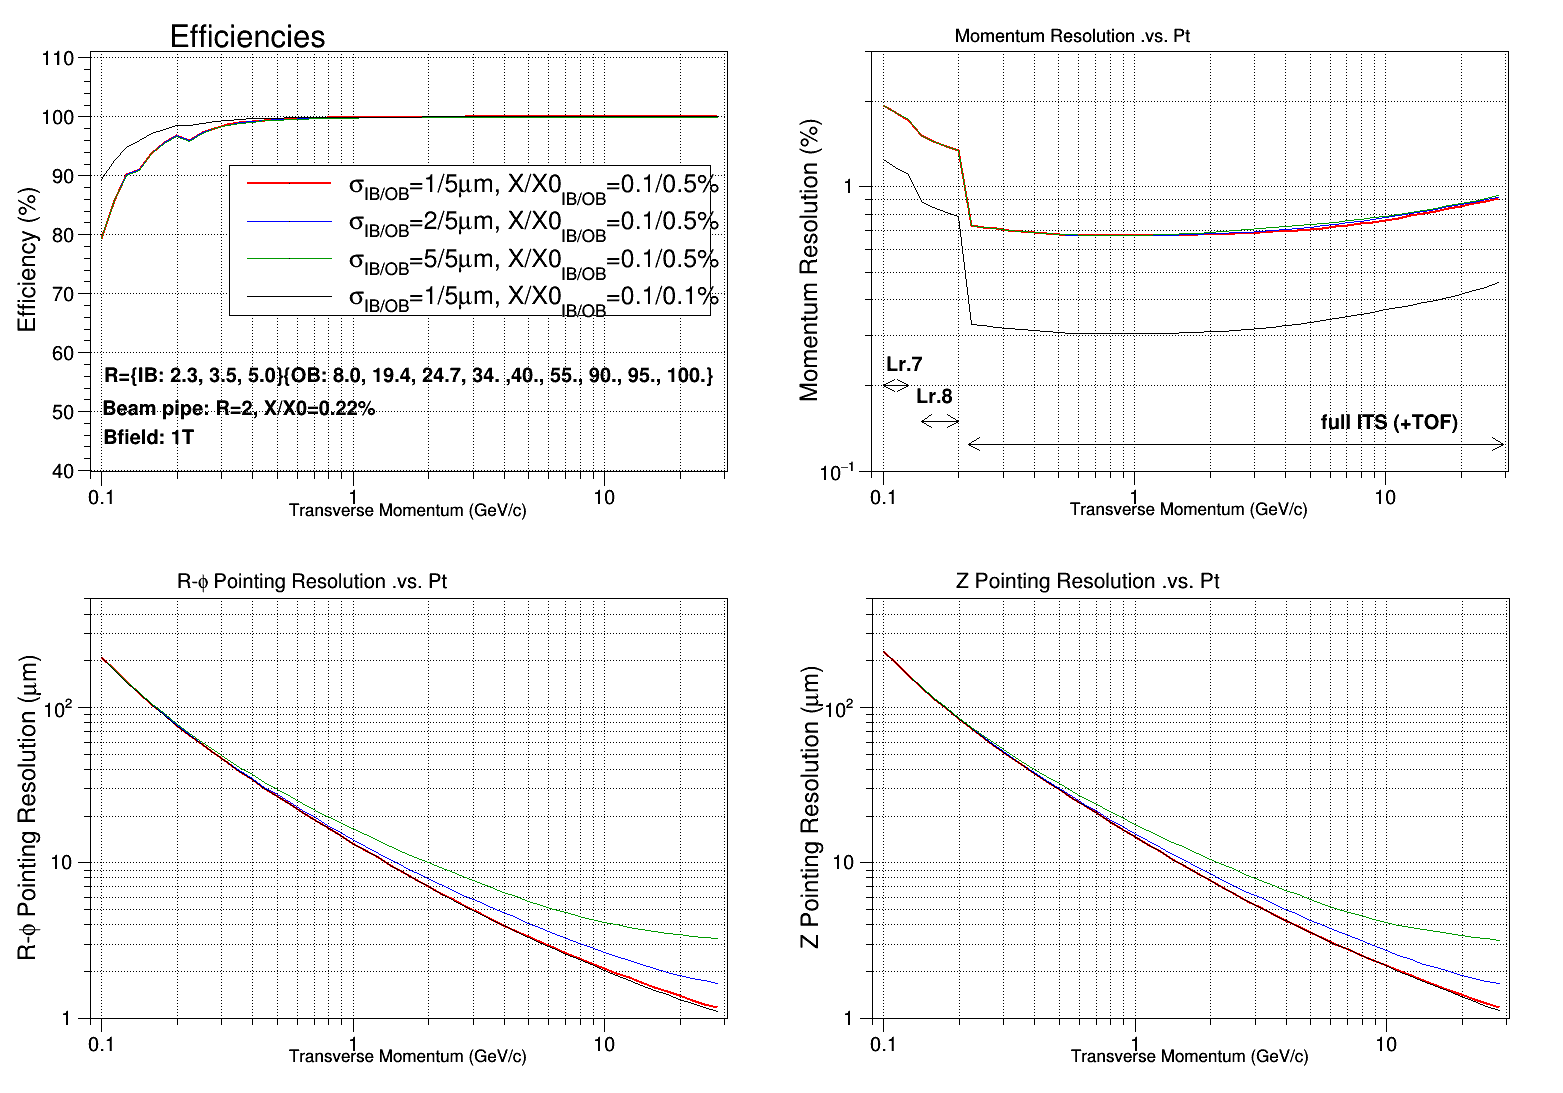 Efficiencies
Efficiency (%)
110
100
90
80
70
60
50
40
σIB/OB=1/5μm, X/X0IB/OB=0.1/0.5%
σIB/OB=2/5μm, X/X0IB/OB=0.1/0.5%
σIB/OB=5/5μm, X/X0IB/OB=0.1/0.5%
σIB/OB=1/5μm, X/X0IB/OB=0.1/0.1%
R={IB: 2.3, 3.5, 5.0}{OB: 8.0, 19.4, 24.7, 34. ,40., 55., 90., 95., 100.}
Beam pipe: R=2, X/X0=0.22%
Bfield: 1T
0.1 1 10
Transverse Momentum (GeV/c)
Momentum Resolution .vs. Pt
Momentum Resolution (%)
1
10−1
Lr.7
Lr.8
full ITS (+TOF)
0.1 1 10
Transverse Momentum (GeV/c)
R-ϕ Pointing Resolution .vs. Pt
R-ϕ Pointing Resolution (μm)
10²
10
1
0.1 1 10
Transverse Momentum (GeV/c)
Z Pointing Resolution .vs. Pt
Z Pointing Resolution (μm)
10²
10
1
0.1 1 10
Transverse Momentum (GeV/c)